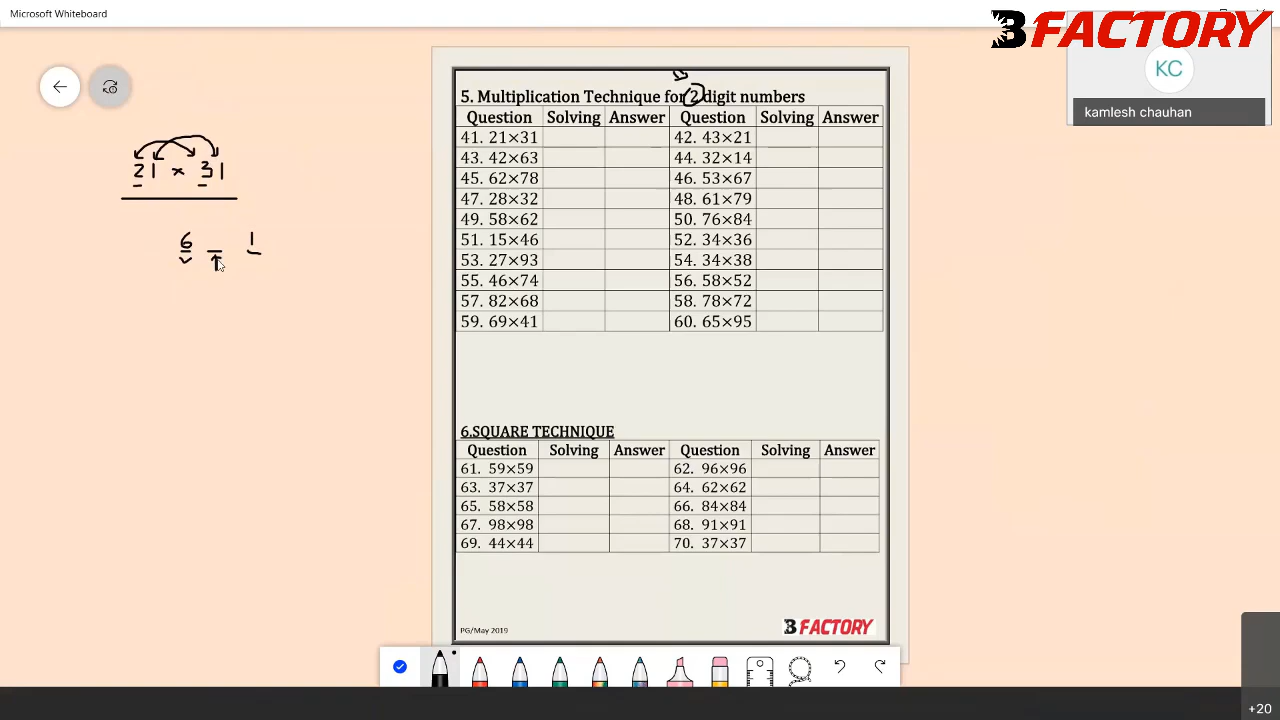 Microsoft Whiteboard
3 FACTORY
KC
kamlesh chauhan
21 × 31
6 _ 1
5. Multiplication Technique for 2 digit numbers
Question Solving Answer Question Solving Answer
41. 21×31 42. 43×21
43. 42×63 44. 32×14
45. 62×78 46. 53×67
47. 28×32 48. 61×79
49. 58×62 50. 76×84
51. 15×46 52. 34×36
53. 27×93 54. 34×38
55. 46×74 56. 58×52
57. 82×68 58. 78×72
59. 69×41 60. 65×95
6.SQUARE TECHNIQUE
Question Solving Answer Question Solving Answer
61. 59×59 62. 96×96
63. 37×37 64. 62×62
65. 58×58 66. 84×84
67. 98×98 68. 91×91
69. 44×44 70. 37×37
PG/May 2019
3 FACTORY
+20